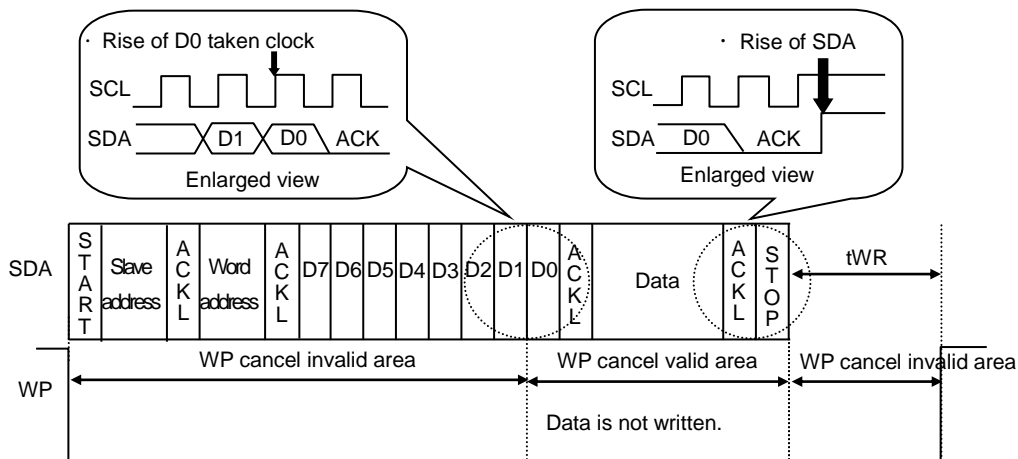 · Rise of D0 taken clock
SCL
SDA
D1
D0
ACK
Enlarged view
· Rise of SDA
SCL
SDA
D0
ACK
Enlarged view
SDA
START
Slave
address
ACKL
Word
address
ACKL
D7
D6
D5
D4
D3
D2
D1
D0
ACKL
Data
ACKL
STOP
tWR
WP
WP cancel invalid area
WP cancel valid area
WP cancel invalid area
Data is not written.